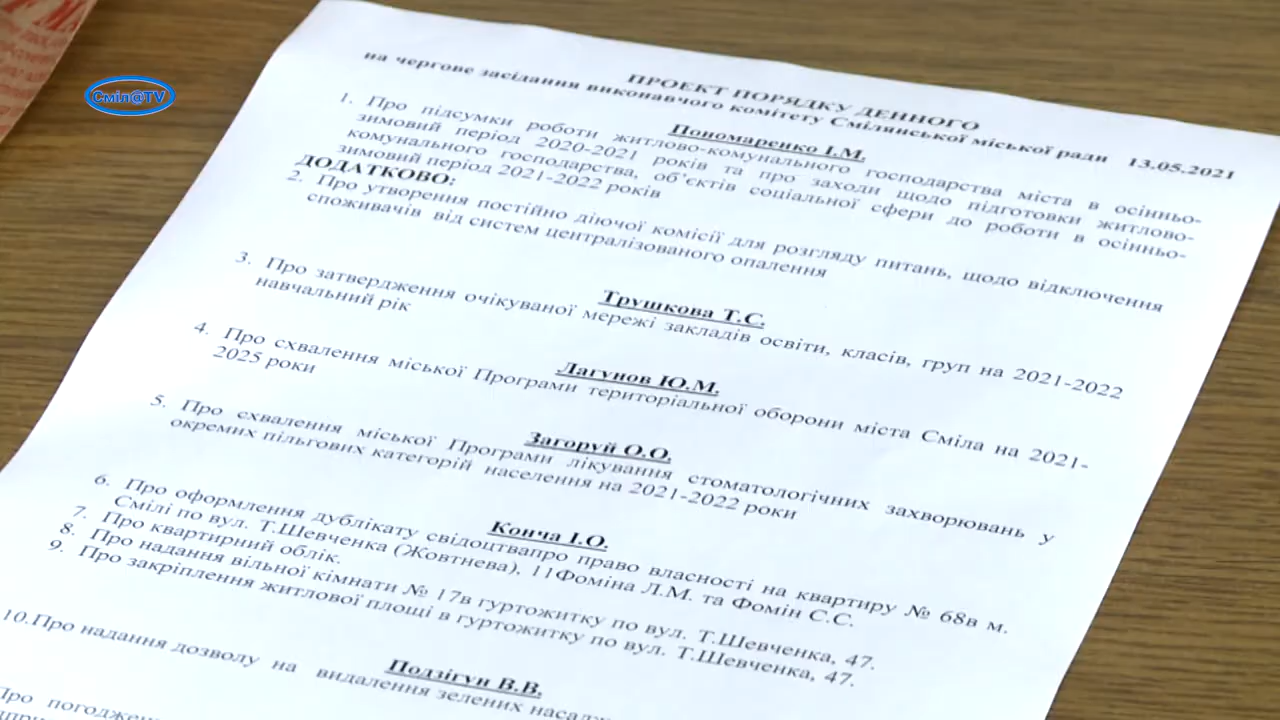 Сміл@TV
ПРОЕКТ ПОРЯДКУ ДЕННОГО
на чергове засідання виконавчого комітету Смілянської міської ради 13.05.2021
Пономаренко І.М.
1. Про підсумки роботи житлово-комунального господарства міста в осінньо-
зимовий період 2020-2021 років та про заходи щодо підготовки житлово-
комунального господарства, об’єктів соціальної сфери до роботи в осінньо-
зимовий період 2021-2022 років
ДОДАТКОВО:
2. Про утворення постійно діючої комісії для розгляду питань, щодо відключення
споживачів від систем централізованого опалення
Трушкова Т.С.
3. Про затвердження очікуваної мережі закладів освіти, класів, груп на 2021-2022
навчальний рік
Лагунов Ю.М.
4. Про схвалення міської Програми територіальної оборони міста Сміла на 2021-
2025 роки
Загоруй О.О.
5. Про схвалення міської Програми лікування стоматологічних захворювань у
окремих пільгових категорій населення на 2021-2022 роки
Конча І.О.
6. Про оформлення дублікату свідоцтвапро право власності на квартиру № 68в м.
Смілі по вул. Т.Шевченка (Жовтнева), 11Фоміна Л.М. та Фомін С.С.
7. Про квартирний облік.
8. Про надання вільної кімнати № 17в гуртожитку по вул. Т.Шевченка, 47.
9. Про закріплення житлової площі в гуртожитку по вул. Т.Шевченка, 47.
Подзігун В.В.
10.Про надання дозволу на видалення зелених насадж
Про погоджен